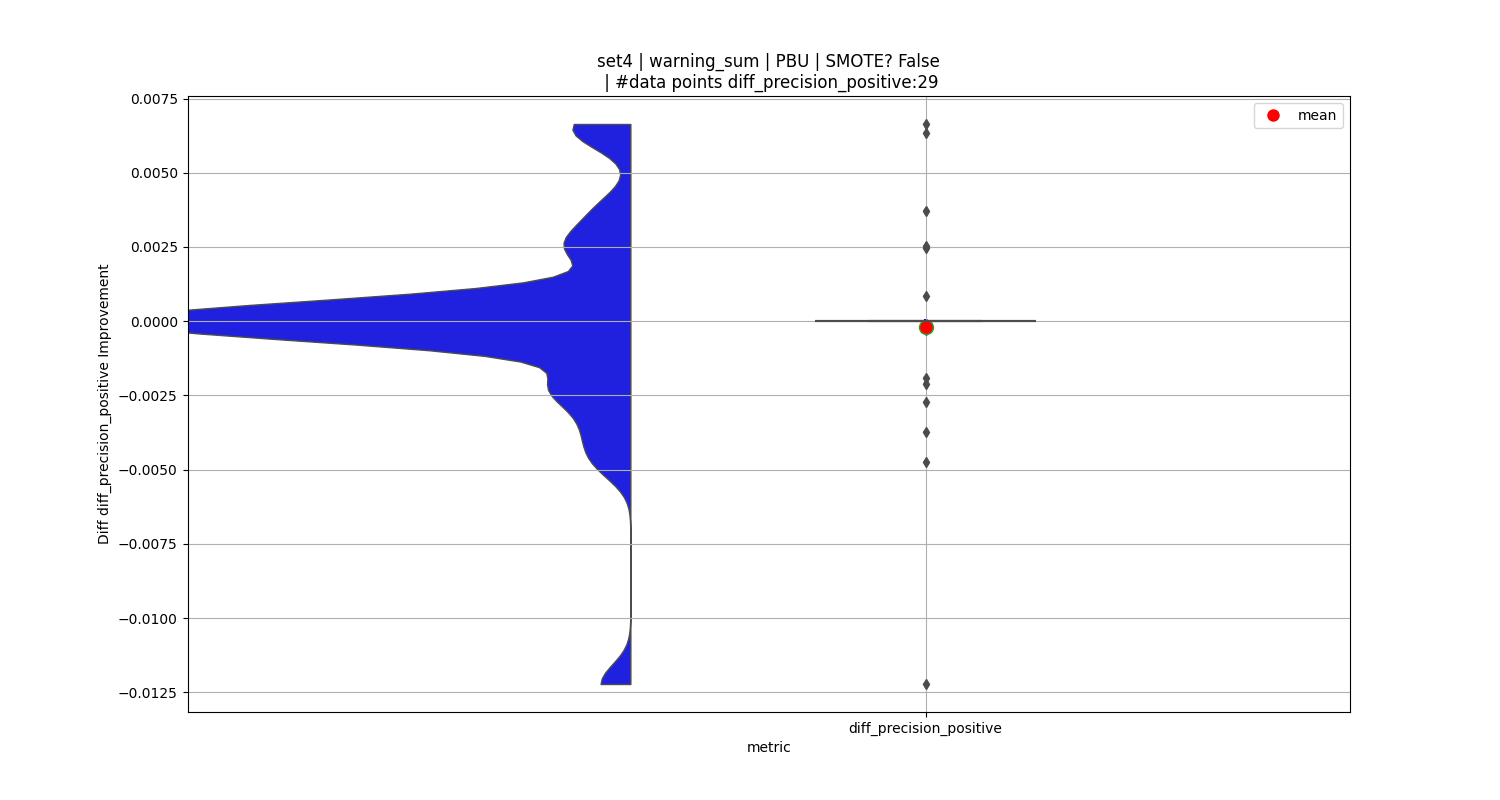 set4 | warning_sum | PBU | SMOTE? False
| #data points diff_precision_positive:29
mean
0.0075
0.0050
0.0025
0.0000
−0.0025
−0.0050
−0.0075
−0.0100
−0.0125
Diff diff_precision_positive Improvement
diff_precision_positive
metric